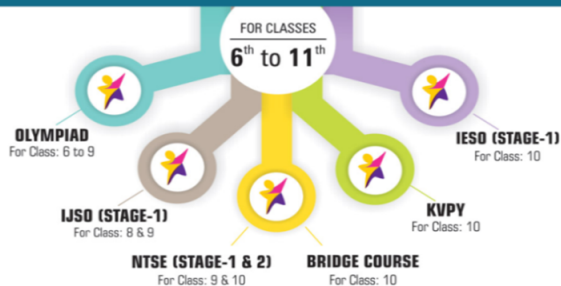 FOR CLASSES
6th to 11th
OLYMPIAD
For Class: 6 to 9
IESO (STAGE-1)
For Class: 10
IJSO (STAGE-1)
For Class: 8 & 9
KVPY
For Class: 10
NTSE (STAGE-1 & 2)
For Class: 9 & 10
BRIDGE COURSE
For Class: 10